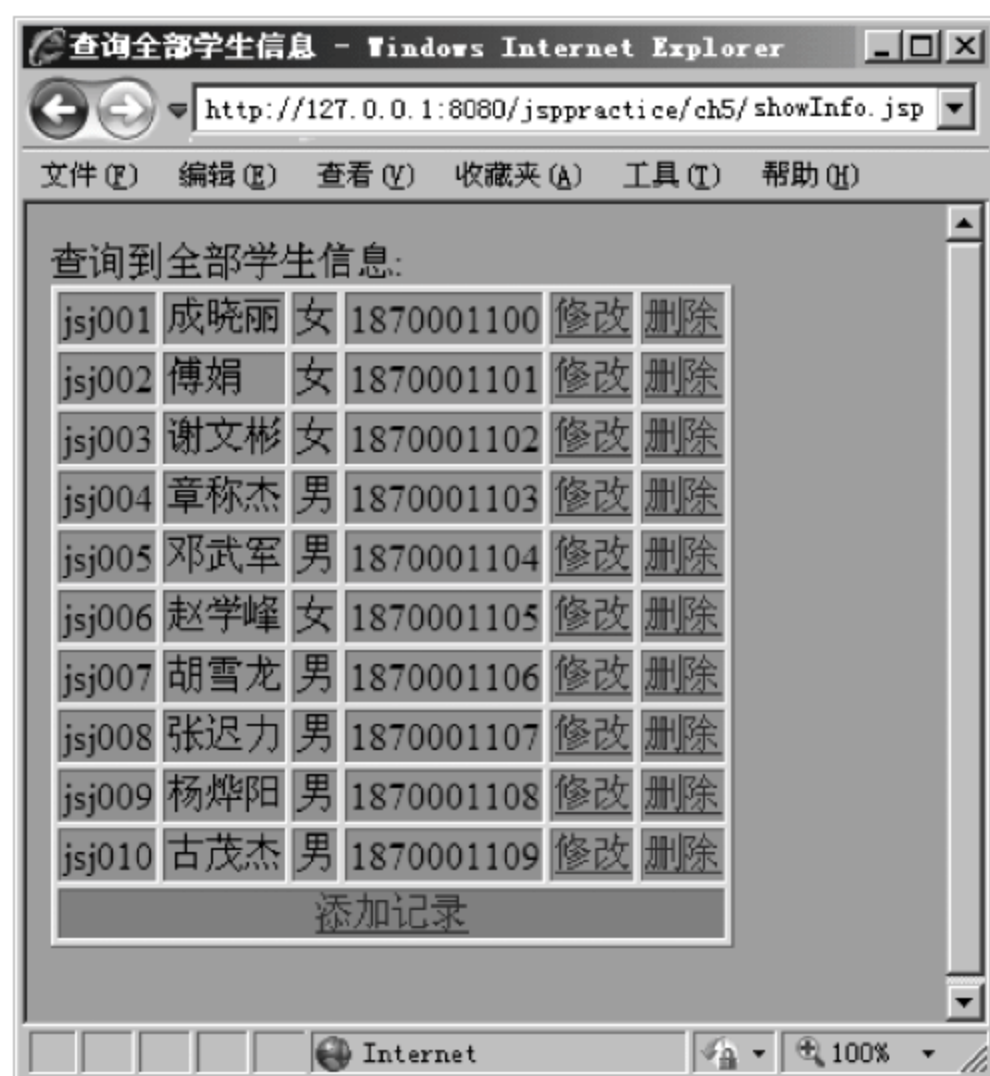 查询全部学生信息 - Windows Internet Explorer
http://127.0.0.1:8080/jsppractice/ch5/showInfo.jsp
文件(F) 编辑(E) 查看(V) 收藏夹(A) 工具(T) 帮助(H)
查询到全部学生信息:
jsj001 成晓丽 女 1870001100 修改 删除
jsj002 傅娟 女 1870001101 修改 删除
jsj003 谢文彬 女 1870001102 修改 删除
jsj004 章称杰 男 1870001103 修改 删除
jsj005 邓武军 男 1870001104 修改 删除
jsj006 赵学峰 女 1870001105 修改 删除
jsj007 胡雪龙 男 1870001106 修改 删除
jsj008 张迟力 男 1870001107 修改 删除
jsj009 杨烨阳 男 1870001108 修改 删除
jsj010 古茂杰 男 1870001109 修改 删除
添加记录
Internet 100%